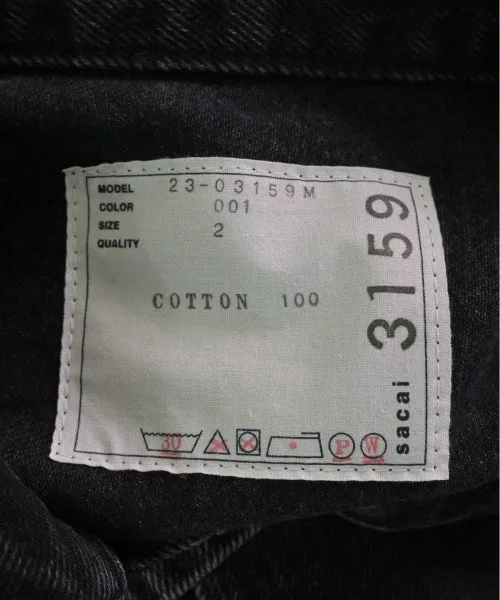 MODEL 23-03159M
COLOR 001
SIZE 2
QUALITY
COTTON 100
30 P W
sacai 3159